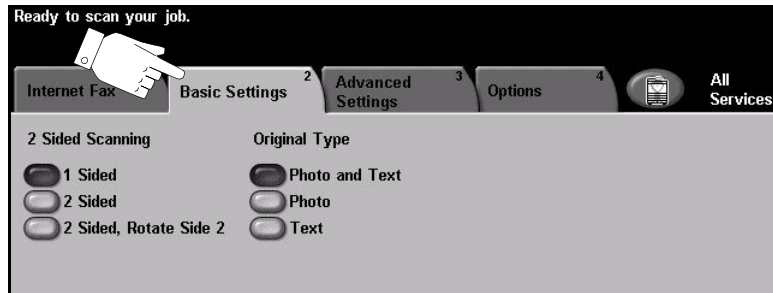 Ready to scan your job.
Internet Fax
Basic Settings 2
Advanced Settings 3
Options 4
All Services
2 Sided Scanning
1 Sided
2 Sided
2 Sided, Rotate Side 2
Original Type
Photo and Text
Photo
Text